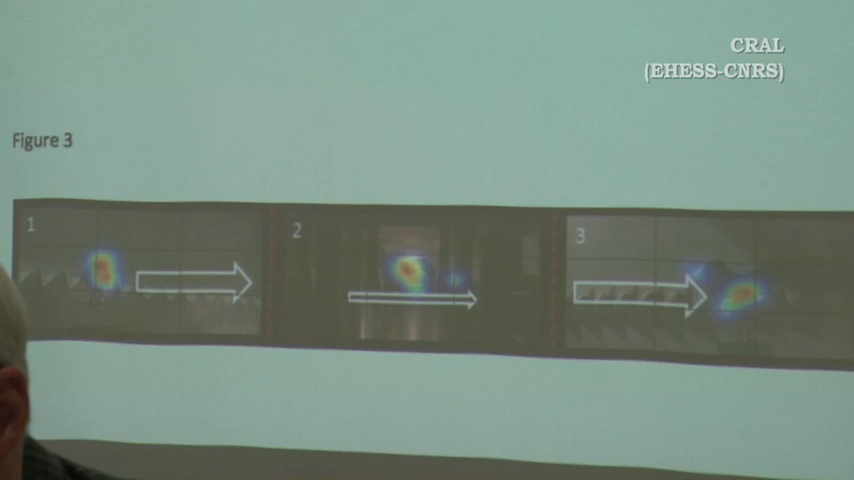 CRAL
(EHESS-CNRS)
Figure 3
1
2
3